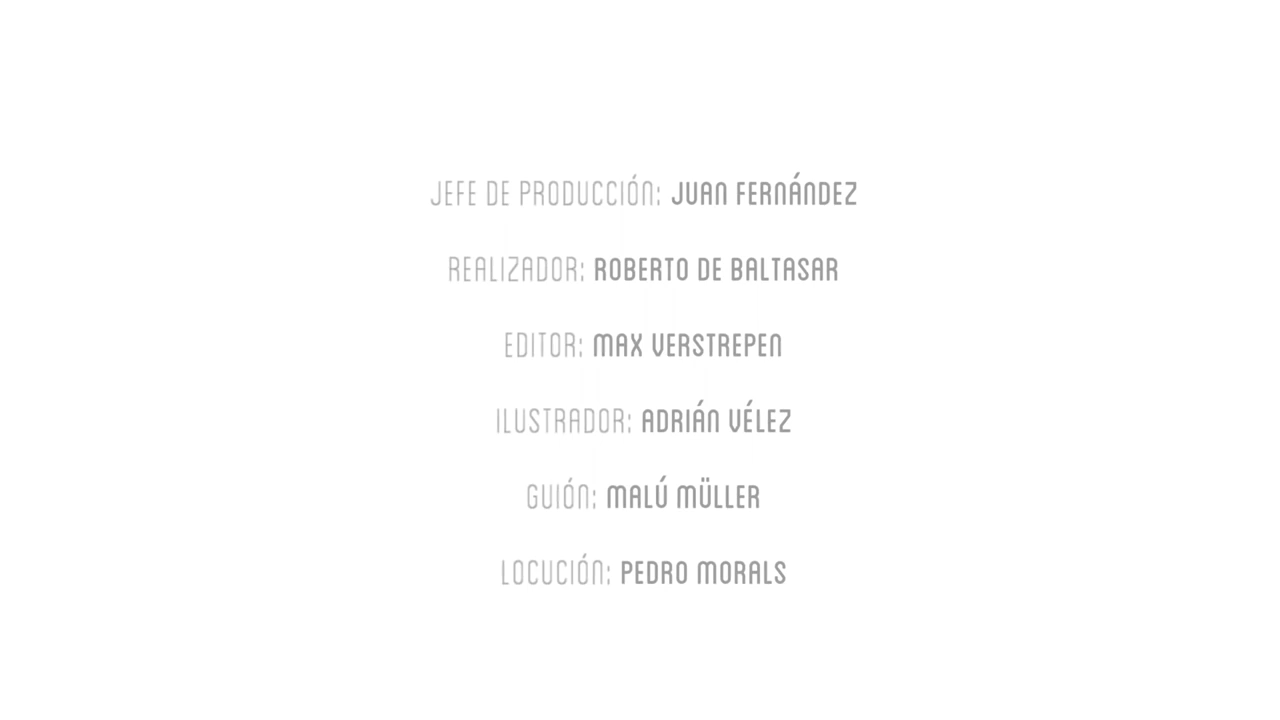 JEFE DE PRODUCCIÓN: JUAN FERNÁNDEZ
REALIZADOR: ROBERTO DE BALTASAR
EDITOR: MAX VERSTREPEN
ILUSTRADOR: ADRIÁN VÉLEZ
GUIÓN: MALÚ MÜLLER
LOCUCIÓN: PEDRO MORALS